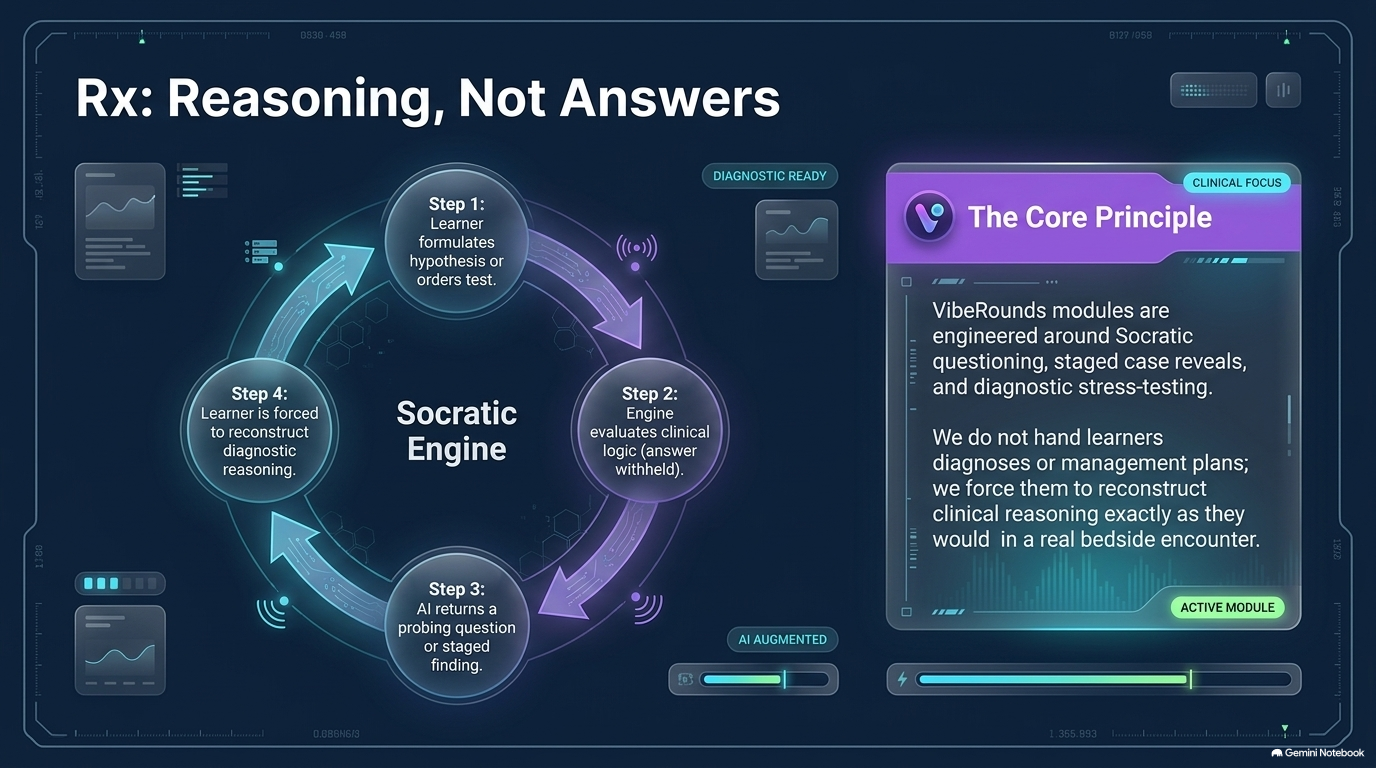 Rx: Reasoning, Not Answers
DIAGNOSTIC READY
Step 1:
Learner
formulates
hypothesis or
orders test.
Step 2:
Engine
evaluates clinical
logic (answer
withheld).
Step 3:
AI returns a
probing question
or staged
finding.
Step 4:
Learner is forced
to reconstruct
diagnostic
reasoning.
Socratic
Engine
AI AUGMENTED
CLINICAL FOCUS
The Core Principle
VibeRounds modules are
engineered around Socratic
questioning, staged case reveals,
and diagnostic stress-testing.
We do not hand learners
diagnoses or management plans;
we force them to reconstruct
clinical reasoning exactly as they
would in a real bedside encounter.
ACTIVE MODULE
Gemini Notebook